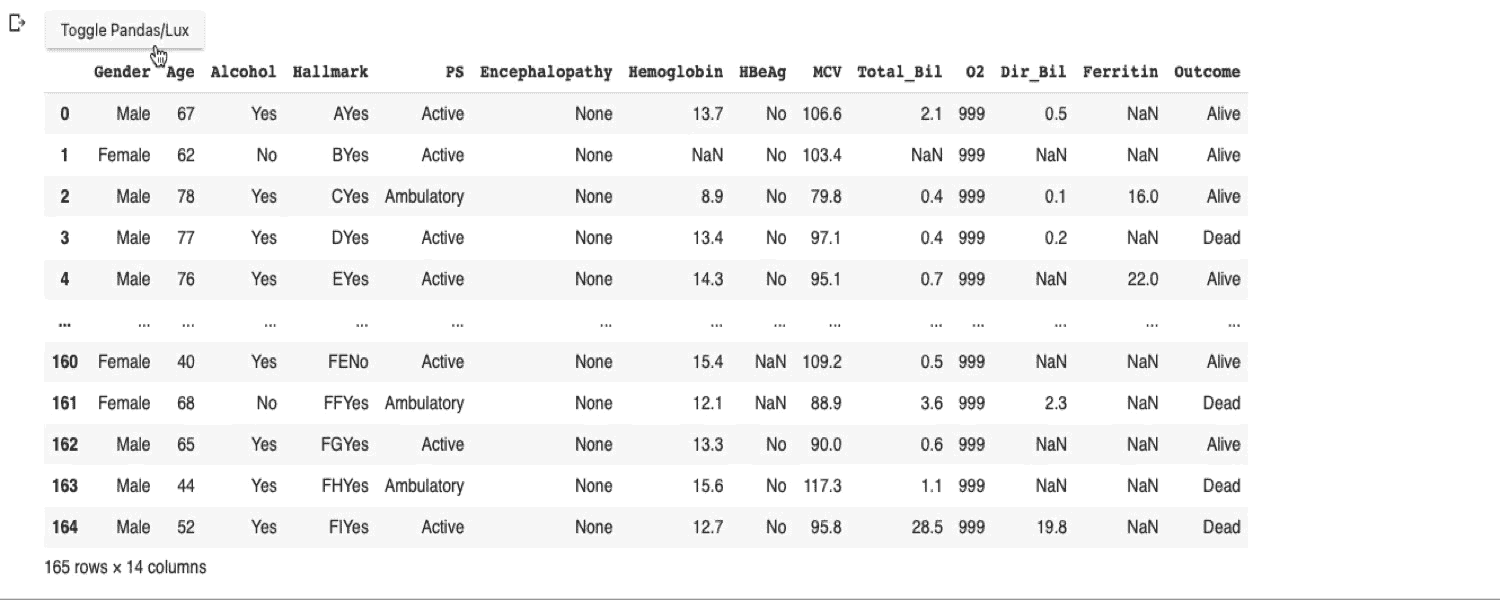 Toggle Pandas/Lux
Gender Age Alcohol Hallmark PS Encephalopathy Hemoglobin HBeAg MCV Total_Bil O2 Dir_Bil Ferritin Outcome
0 Male 67 Yes AYes Active None 13.7 No 106.6 2.1 999 0.5 NaN Alive
1 Female 62 No BYes Active None NaN No 103.4 NaN 999 NaN NaN Alive
2 Male 78 Yes CYes Ambulatory None 8.9 No 79.8 0.4 999 0.1 16.0 Alive
3 Male 77 Yes DYes Active None 13.4 No 97.1 0.4 999 0.2 NaN Dead
4 Male 76 Yes EYes Active None 14.3 No 95.1 0.7 999 NaN 22.0 Alive
... ... ... ... ... ... ... ... ... ... ... ... ... ... ...
160 Female 40 Yes FENo Active None 15.4 NaN 109.2 0.5 999 NaN NaN Alive
161 Female 68 No FFYes Ambulatory None 12.1 NaN 88.9 3.6 999 2.3 NaN Dead
162 Male 65 Yes FGYes Active None 13.3 No 90.0 0.6 999 NaN NaN Alive
163 Male 44 Yes FHYes Ambulatory None 15.6 No 117.3 1.1 999 NaN NaN Dead
164 Male 52 Yes FIYes Active None 12.7 No 95.8 28.5 999 19.8 NaN Dead
165 rows × 14 columns